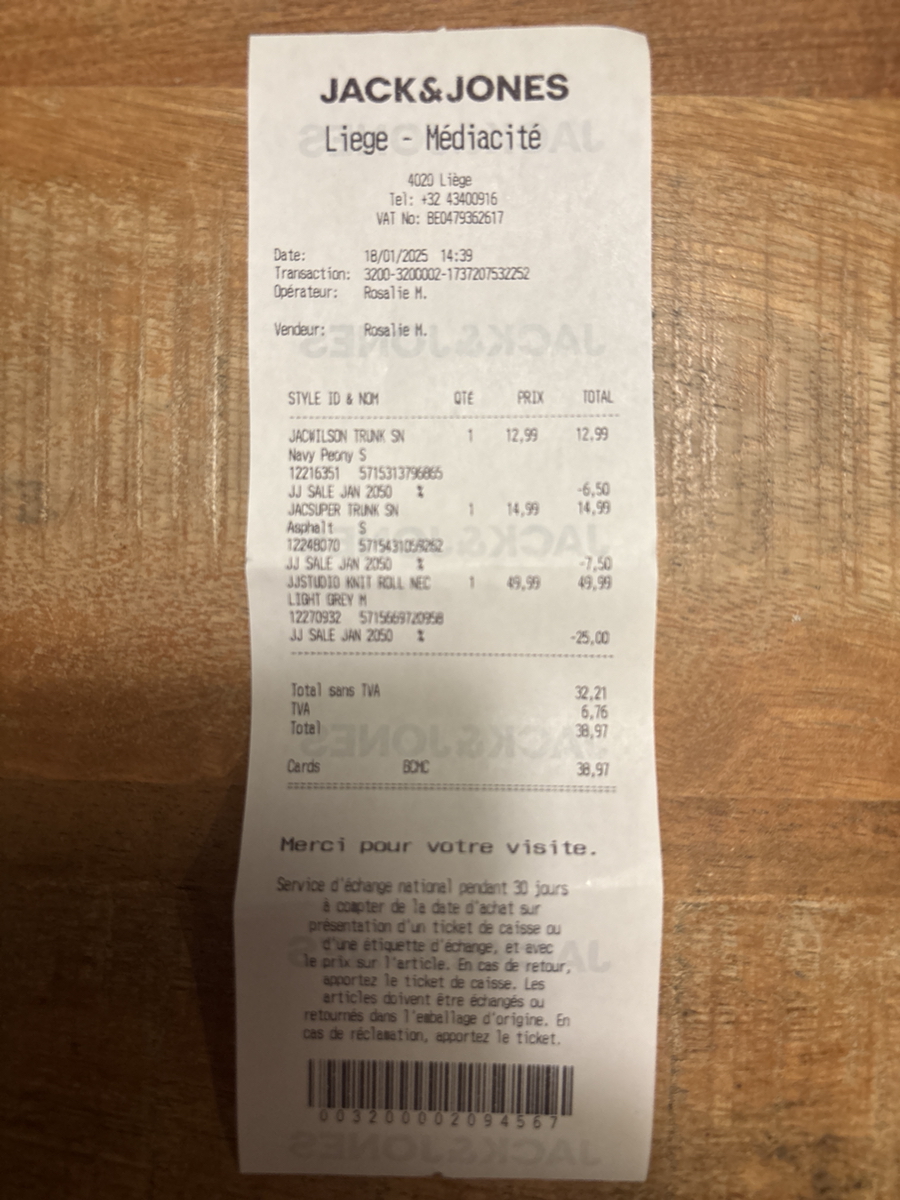 JACK&JONES
Liege - Médiacité
4020 Liège
Tel: +32 43400916
VAT No: BE0479362617
Date: 18/01/2025 14:39
Transaction: 3200-3200002-1737207532252
Opérateur: Rosalie M.
Vendeur: Rosalie M.
STYLE ID & NOM QTÉ PRIX TOTAL
JACWILSON TRUNK SN 1 12,99 12,99
Navy Peony S
12216351 5715313796865
JJ SALE JAN 2050 % -6,50
JACSUPER TRUNK SN 1 14,99 14,99
Asphalt S
12248070 5715431059262
JJ SALE JAN 2050 % -7,50
JJSTUDIO KNIT ROLL NEC 1 49,99 49,99
LIGHT GREY M
12270932 5715669720958
JJ SALE JAN 2050 % -25,00
Total sans TVA 32,21
TVA 6,76
Total 38,97
Cards BCMC 38,97
Merci pour votre visite.
Service d'échange national pendant 30 jours
à compter de la date d'achat sur
présentation d'un ticket de caisse ou
d'une étiquette d'échange, et avec
le prix sur l'article. En cas de retour,
apportez le ticket de caisse. Les
articles doivent être échangés ou
retournés dans l'emballage d'origine. En
cas de réclamation, apportez le ticket.
0032000002094567